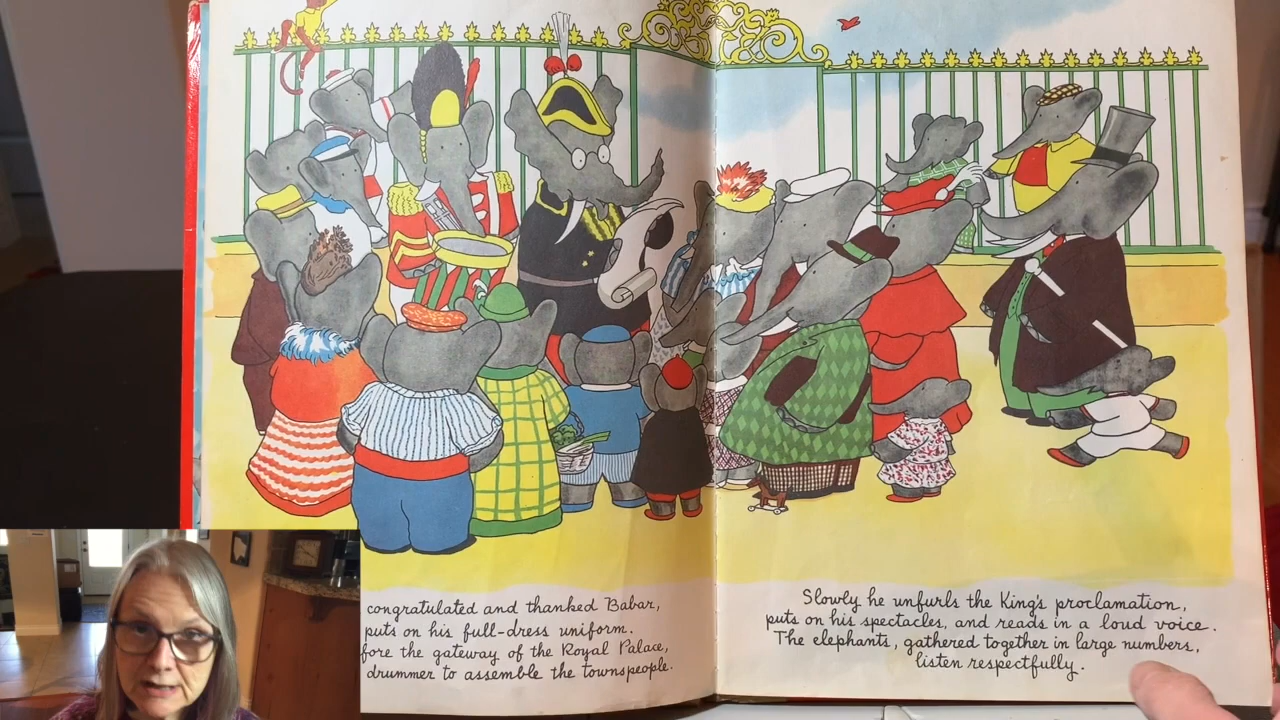 congratulated and thanked Babar,
puts on his full-dress uniform.
fore the gateway of the Royal Palace,
drummer to assemble the townspeople.
Slowly he unfurls the King's proclamation,
puts on his spectacles, and reads in a loud voice.
The elephants, gathered together in large numbers,
listen respectfully.